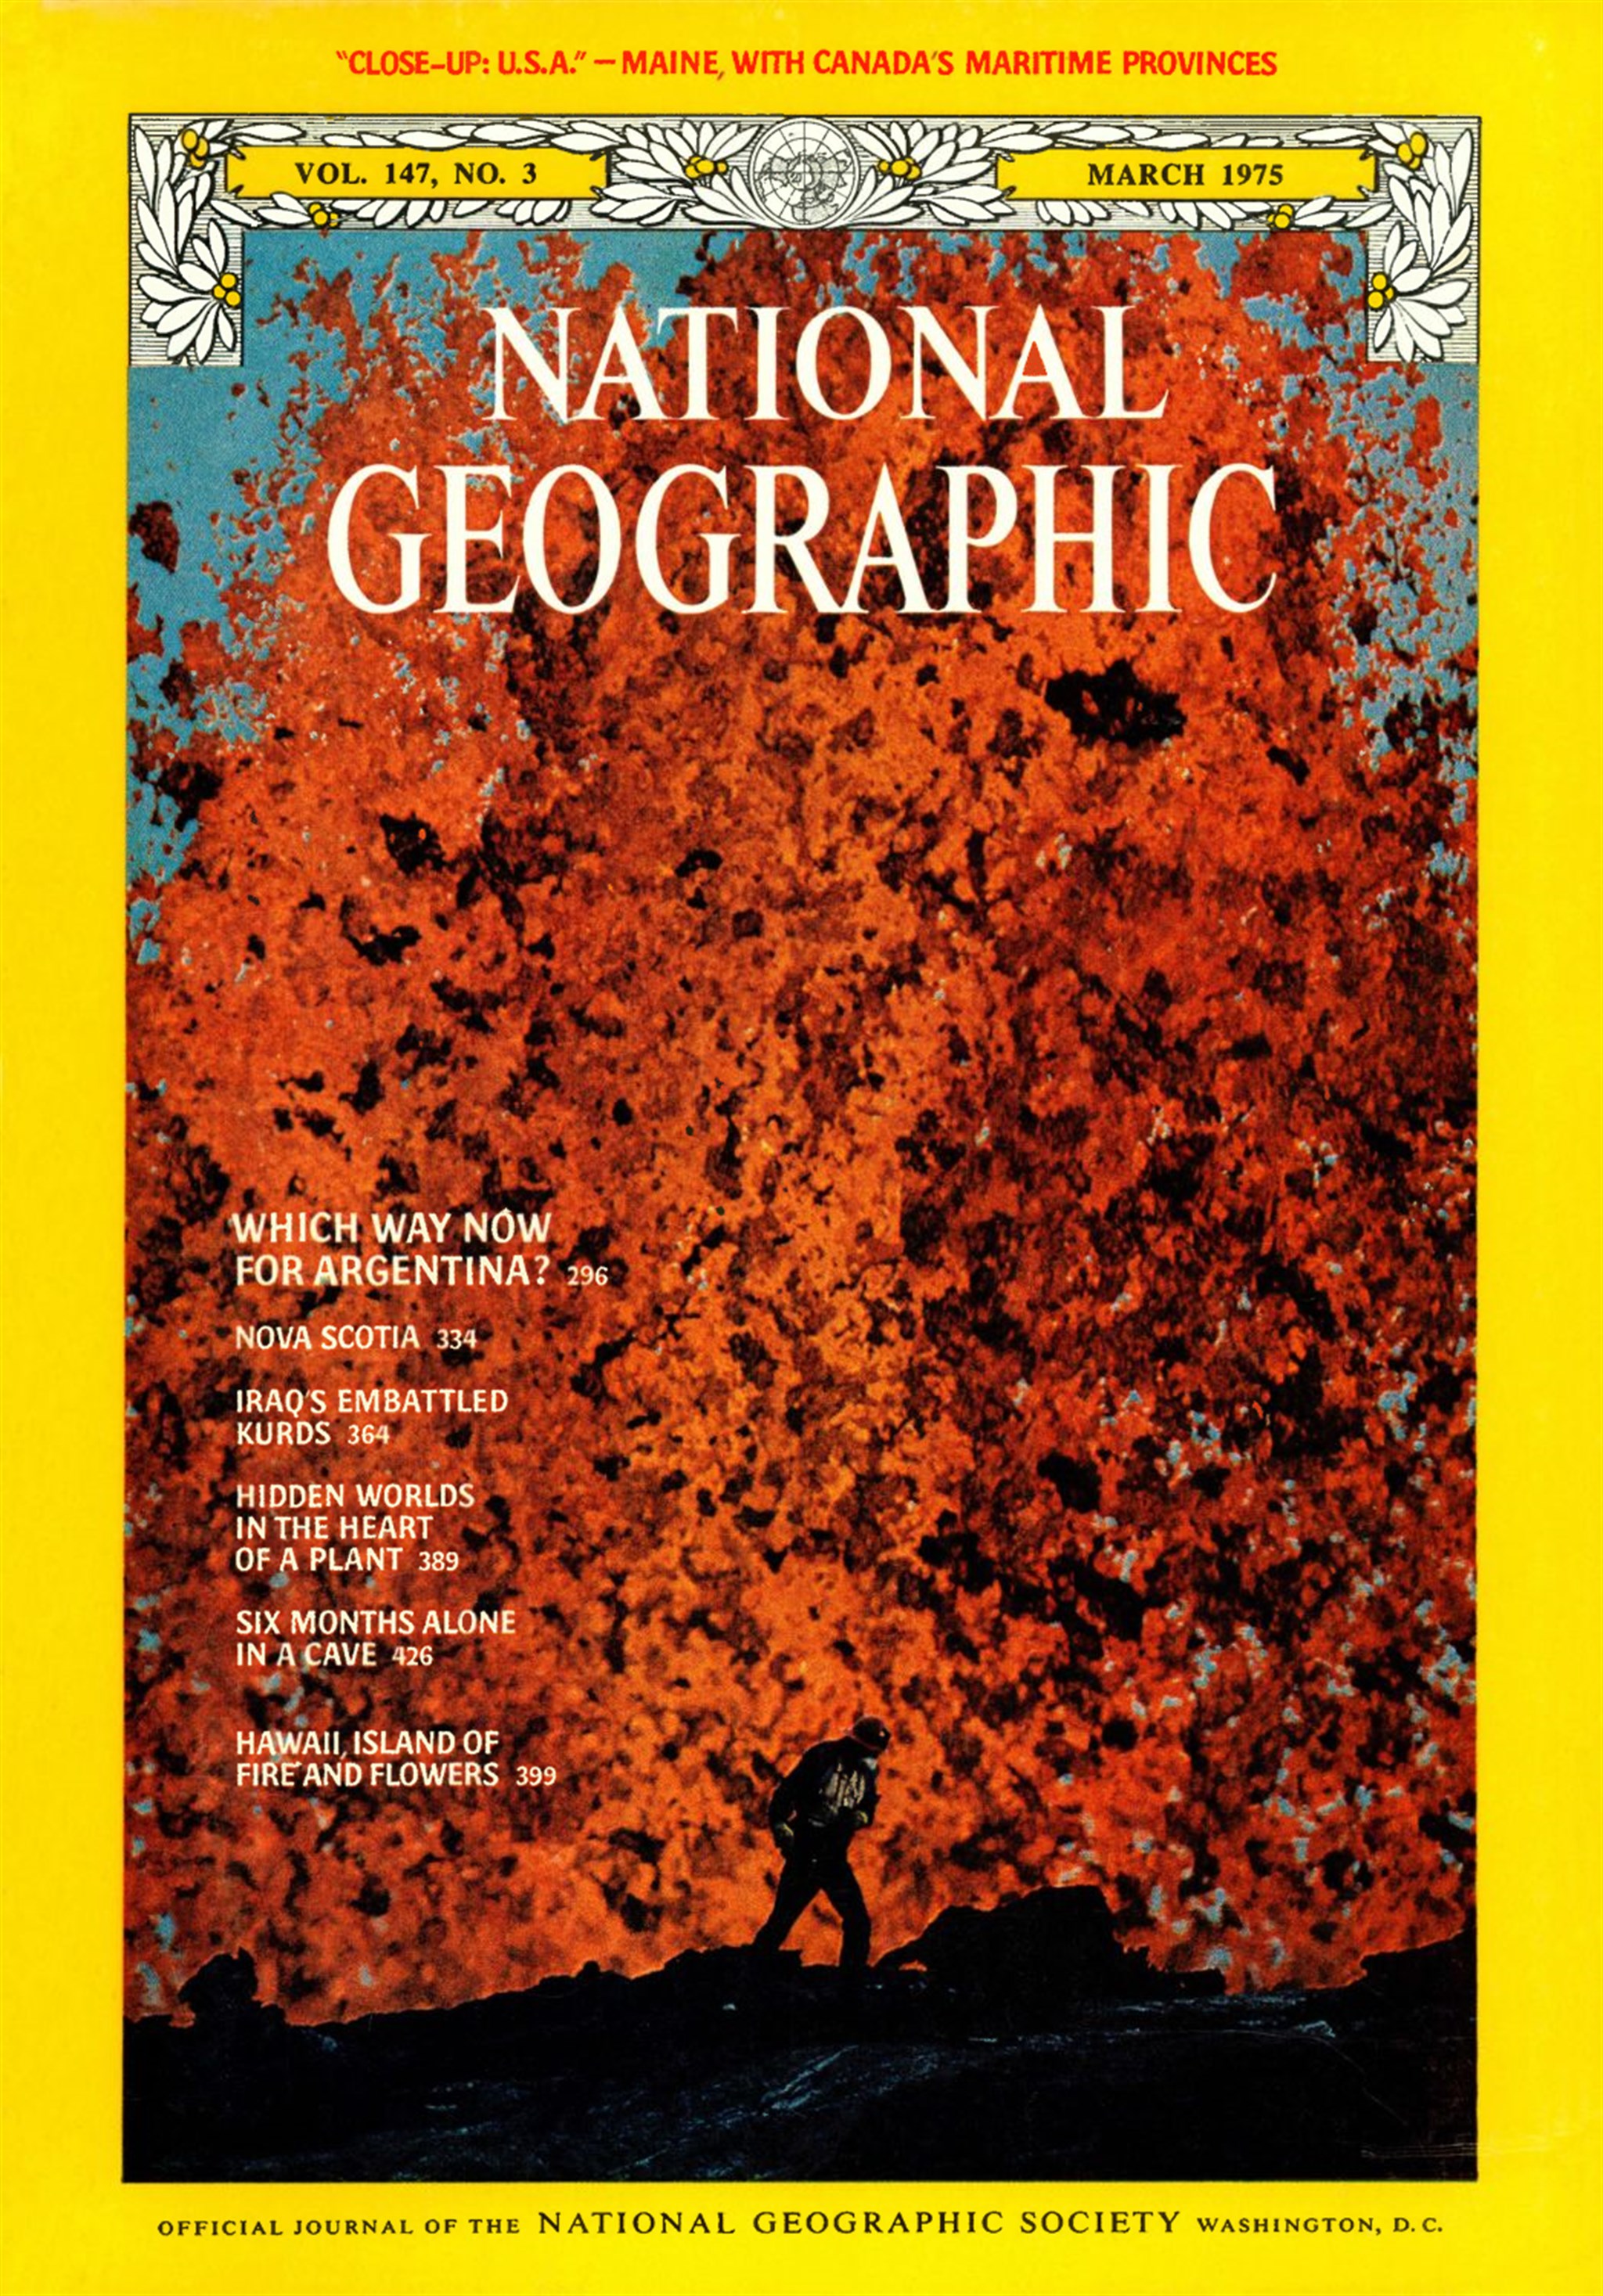 "CLOSE-UP: U.S.A." — MAINE, WITH CANADA'S MARITIME PROVINCES
VOL. 147, NO. 3
MARCH 1975
NATIONAL
GEOGRAPHIC
WHICH WAY NOW
FOR ARGENTINA? 296
NOVA SCOTIA 334
IRAQ'S EMBATTLED
KURDS 364
HIDDEN WORLDS
IN THE HEART
OF A PLANT 389
SIX MONTHS ALONE
IN A CAVE 426
HAWAII, ISLAND OF
FIRE AND FLOWERS 399
OFFICIAL JOURNAL OF THE NATIONAL GEOGRAPHIC SOCIETY WASHINGTON, D.C.